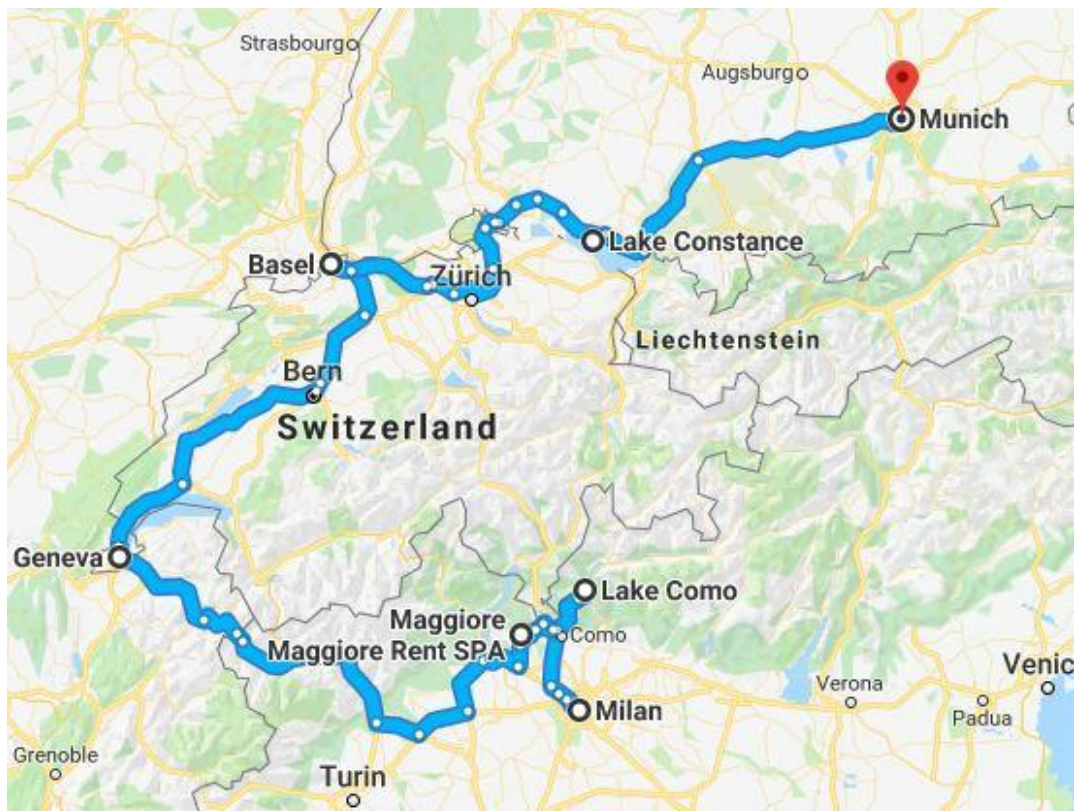 Strasbourg
Augsburg
Munich
Basel
Zürich
Lake Constance
Liechtenstein
Bern
Switzerland
Geneva
Lake Como
Maggiore
Maggiore Rent SPA
Como
Milan
Verona
Venic
Padua
Grenoble
Turin